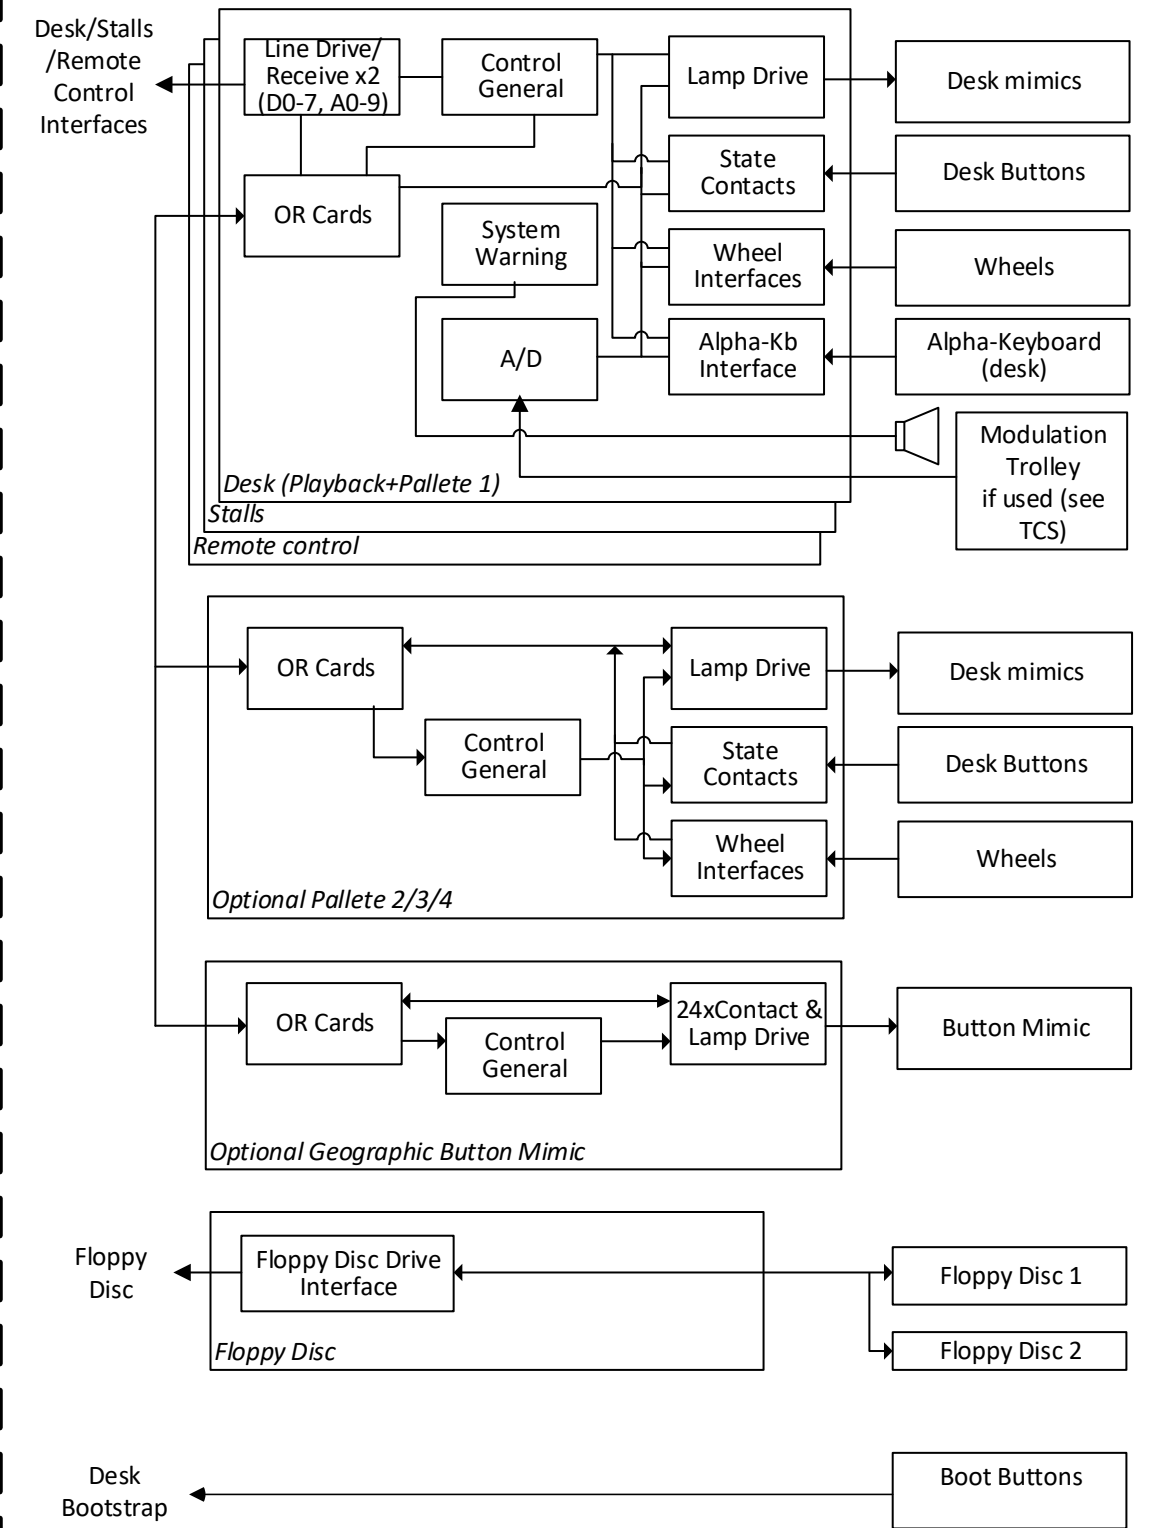 Desk/Stalls
/Remote
Control
Interfaces
Line Drive/
Receive x2
(D0-7, A0-9)
Control
General
Lamp Drive
Desk mimics
OR Cards
State
Contacts
Desk Buttons
System
Warning
Wheel
Interfaces
Wheels
A/D
Alpha-Kb
Interface
Alpha-Keyboard
(desk)
Modulation
Trolley
if used (see
TCS)
Desk (Playback+Pallete 1)
Stalls
Remote control
OR Cards
Lamp Drive
Desk mimics
Control
General
State
Contacts
Desk Buttons
Wheel
Interfaces
Wheels
Optional Pallete 2/3/4
OR Cards
Control
General
24xContact &
Lamp Drive
Button Mimic
Optional Geographic Button Mimic
Floppy
Disc
Floppy Disc Drive
Interface
Floppy Disc 1
Floppy Disc 2
Floppy Disc
Desk
Bootstrap
Boot Buttons